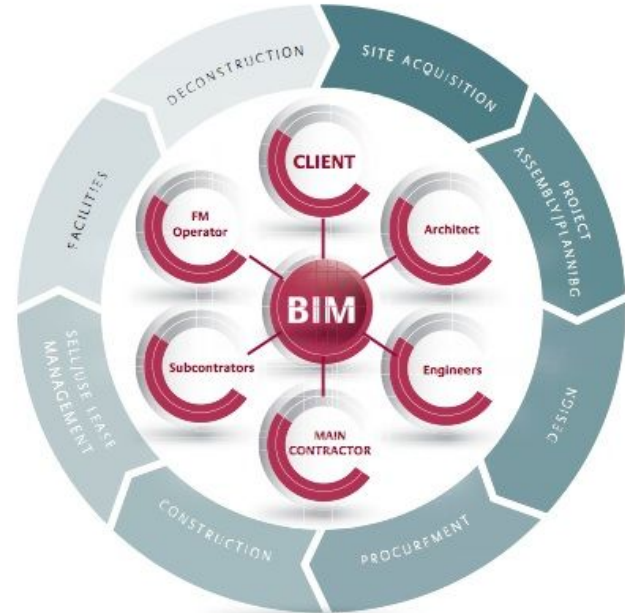 DECONSTRUCTION
SITE ACQUISITION
PROJECT
ASSEMBLY/PLANNIBG
DESIGN
PROCUREMENT
CONSTRUCTION
SELL/USE LEASE
MANAGEMENT
FACILITIES
CLIENT
Architect
Engineers
MAIN
CONTRACTOR
Subcontrators
FM
Operator
BIM